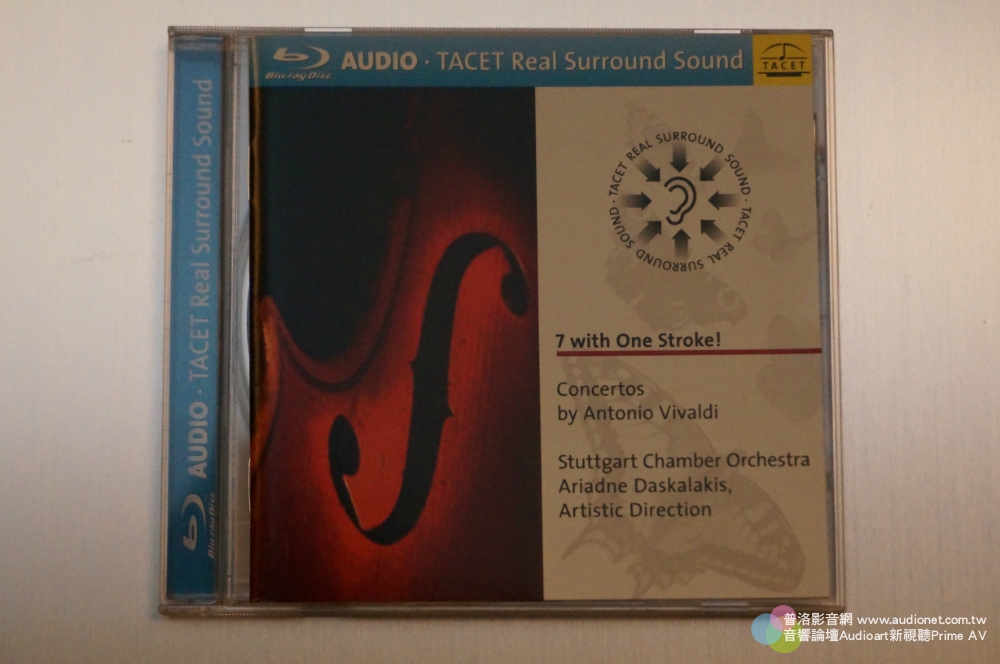 Blu-ray Disc AUDIO · TACET Real Surround Sound
Blu-ray Disc
AUDIO · TACET Real Surround Sound
TACET
TACET REAL SURROUND SOUND · TACET REAL SURROUND SOUND ·
7 with One Stroke!
Concertos
by Antonio Vivaldi
Stuttgart Chamber Orchestra
Ariadne Daskalakis,
Artistic Direction
普洛影音網 www.audionet.com.tw
音響論壇Audioart新視聽Prime AV